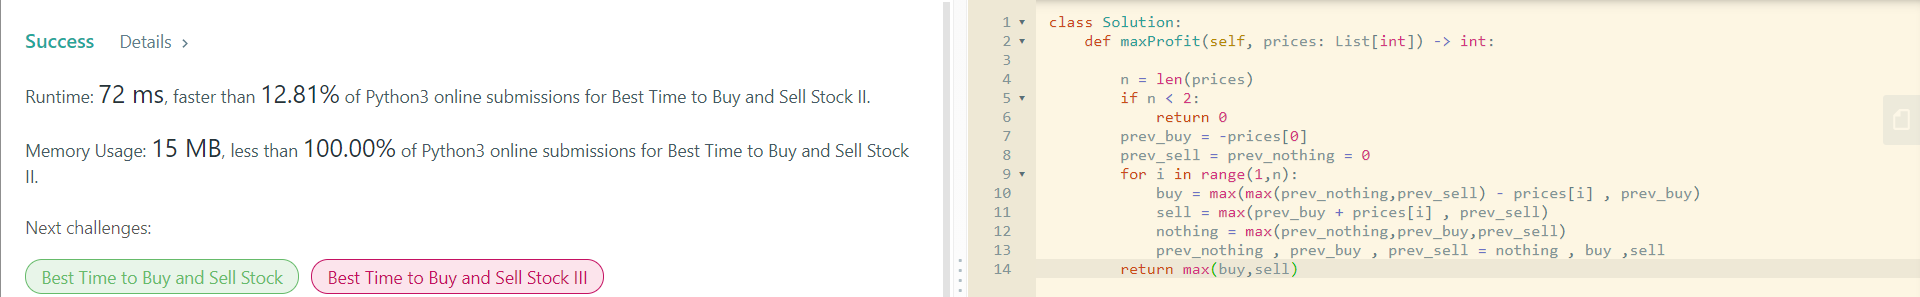 Success Details >
Runtime: 72 ms, faster than 12.81% of Python3 online submissions for Best Time to Buy and Sell Stock II.
Memory Usage: 15 MB, less than 100.00% of Python3 online submissions for Best Time to Buy and Sell Stock
II.
Next challenges:
Best Time to Buy and Sell Stock
Best Time to Buy and Sell Stock III
1 class Solution:
2 def maxProfit(self, prices: List[int]) -> int:
3
4 n = len(prices)
5 if n < 2:
6 return 0
7 prev_buy = -prices[0]
8 prev_sell = prev_nothing = 0
9 for i in range(1,n):
10 buy = max(max(prev_nothing,prev_sell) - prices[i] , prev_buy)
11 sell = max(prev_buy + prices[i] , prev_sell)
12 nothing = max(prev_nothing,prev_buy,prev_sell)
13 prev_nothing , prev_buy , prev_sell = nothing , buy ,sell
14 return max(buy,sell)